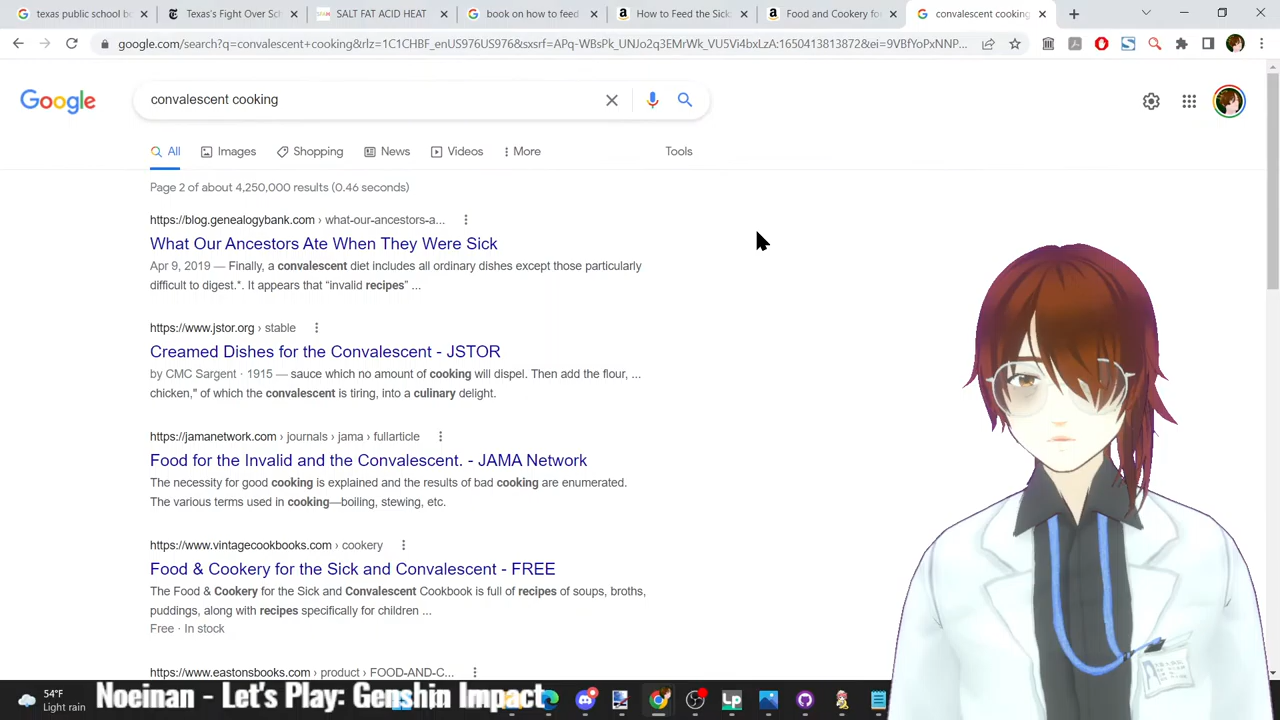 texas public school bo
Texas's Fight Over Sch
SALT FAT ACID HEAT
book on how to feed
How to Feed the Sick:
Food and Cookery for
convalescent cooking
google.com/search?q=convalescent+cooking&rlz=1C1CHBD_enUS976US976&sxsrf=APq-WBsPk_UNJo2q3EMrWk_VU5Vi4bxLzA:1650413813872&ei=9VBfYoPxNNP...
Google
convalescent cooking
All
Images
Shopping
News
Videos
More
Tools
Page 2 of about 4,250,000 results (0.46 seconds)
https://blog.genealogybank.com › what-our-ancestors-a...
What Our Ancestors Ate When They Were Sick
Apr 9, 2019 — Finally, a convalescent diet includes all ordinary dishes except those particularly
difficult to digest.*. It appears that “invalid recipes” ...
https://www.jstor.org › stable
Creamed Dishes for the Convalescent - JSTOR
by CMC Sargent · 1915 — sauce which no amount of cooking will dispel. Then add the flour, ...
chicken," of which the convalescent is tiring, into a culinary delight.
https://jamanetwork.com › journals › jama › fullarticle
Food for the Invalid and the Convalescent. - JAMA Network
The necessity for good cooking is explained and the results of bad cooking are enumerated.
The various terms used in cooking—boiling, stewing, etc.
https://www.vintagecookbooks.com › cookery
Food & Cookery for the Sick and Convalescent - FREE
The Food & Cookery for the Sick and Convalescent Cookbook is full of recipes of soups, broths,
puddings, along with recipes specifically for children ...
Free · In stock
https://www.eastonsbooks.com › product › FOOD-AND-C...
54°F
Light rain
Noeinan - Let's Play: Genshin Impact